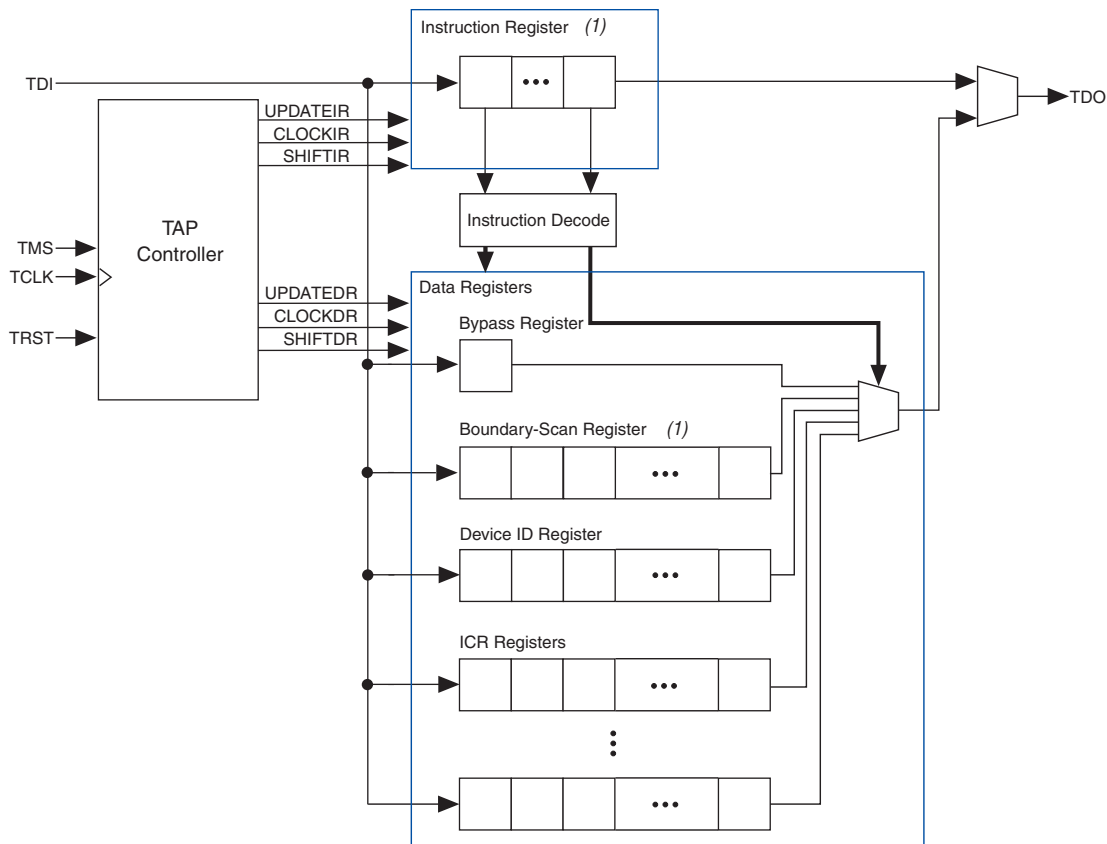 Instruction Register (1)
TDI
TDO
UPDATEIR
CLOCKIR
SHIFTIR
TAP
Controller
Instruction Decode
TMS
TCLK
TRST
UPDATEDR
CLOCKDR
SHIFTDR
Data Registers
Bypass Register
Boundary-Scan Register (1)
Device ID Register
ICR Registers